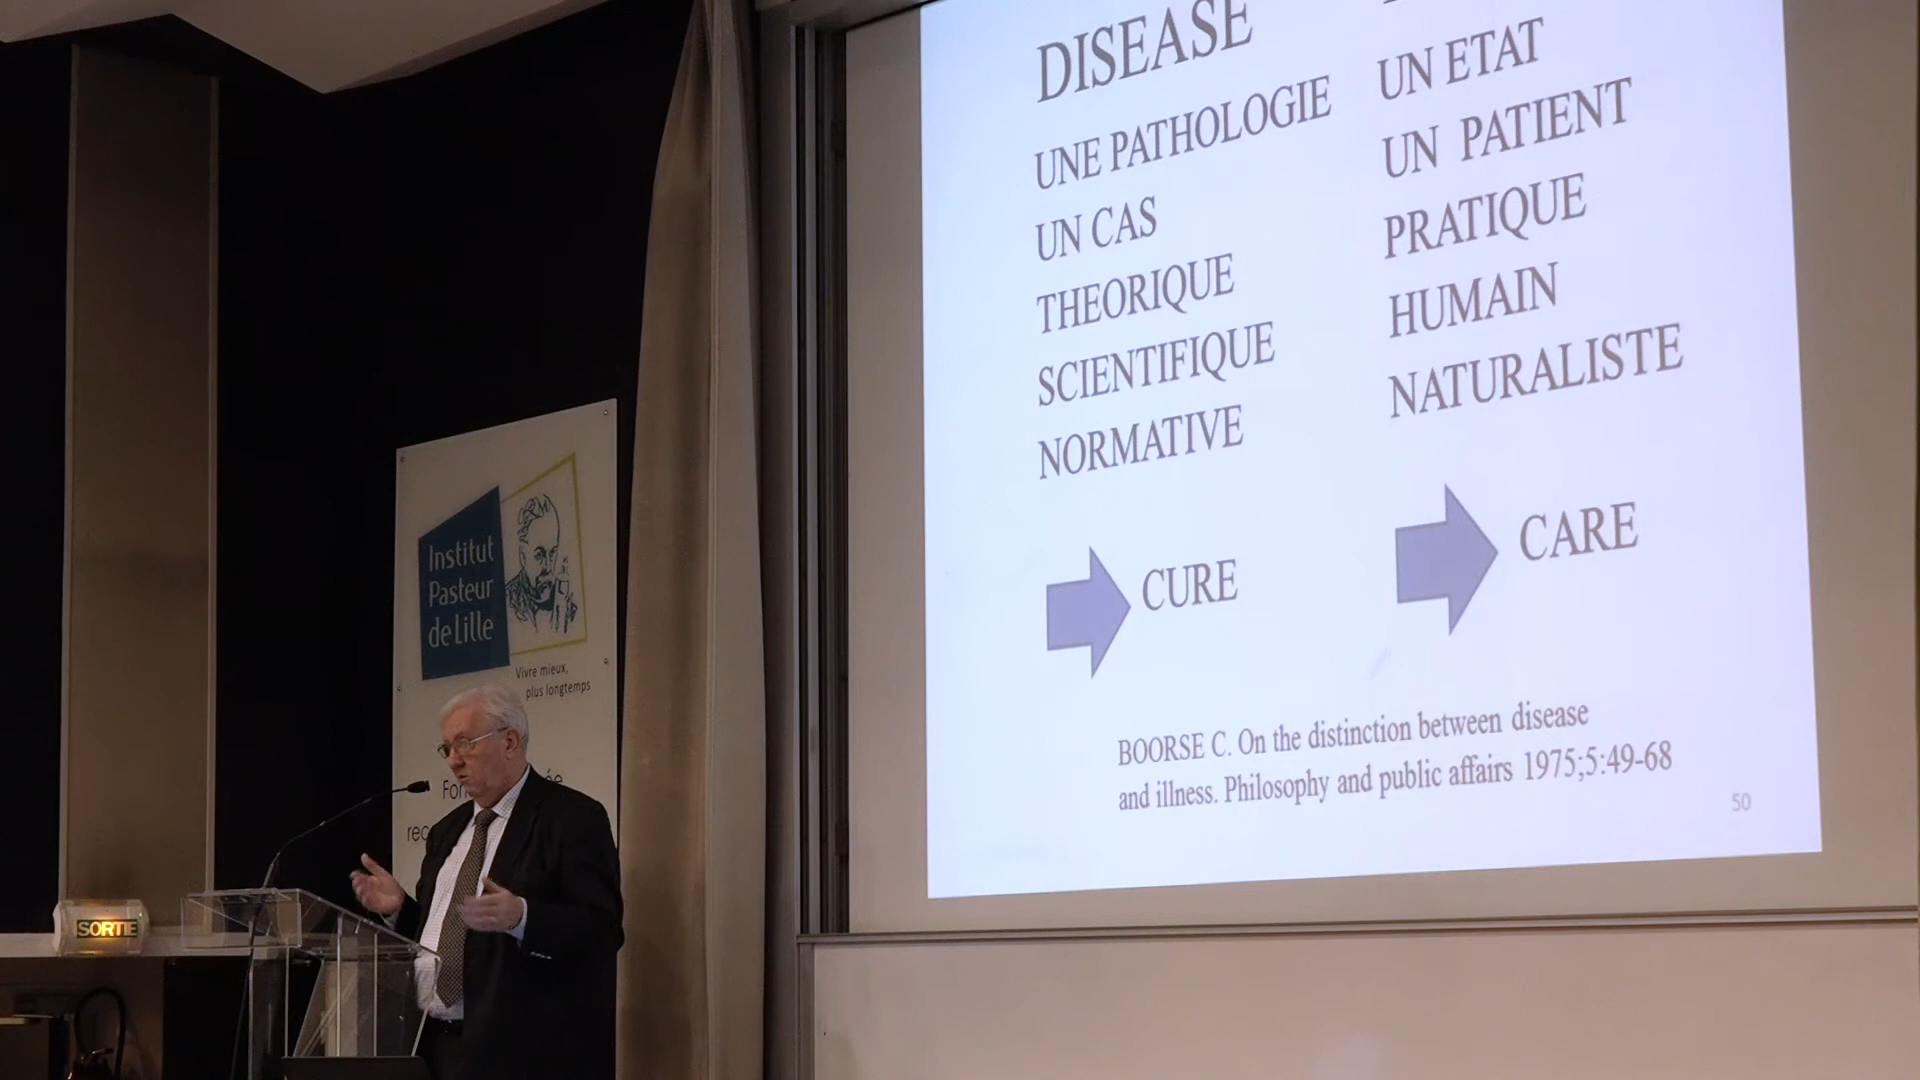 DISEASE
UNE PATHOLOGIE
UN CAS
THEORIQUE
SCIENTIFIQUE
NORMATIVE
CURE
UN ETAT
UN PATIENT
PRATIQUE
HUMAIN
NATURALISTE
CARE
BOORSE C. On the distinction between disease
and illness. Philosophy and public affairs 1975;5:49-68
50
Institut
Pasteur
de Lille
Vivre mieux,
plus longtemps
SORTIE